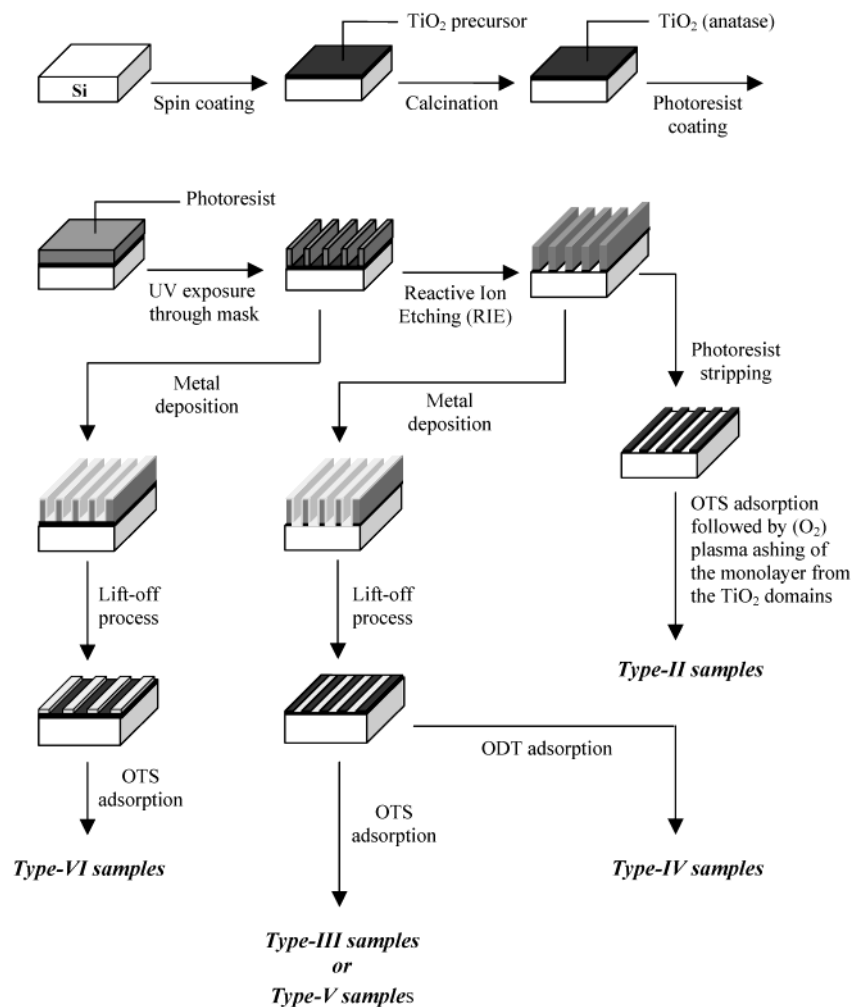 TiO₂ precursor
TiO₂ (anatase)
Si
Spin coating
Calcination
Photoresist
coating
Photoresist
UV exposure
through mask
Reactive Ion
Etching (RIE)
Photoresist
stripping
Metal
deposition
Metal
deposition
OTS adsorption
followed by (O₂)
plasma ashing of
the monolayer from
the TiO₂ domains
Lift-off
process
Lift-off
process
Type-II samples
ODT adsorption
OTS
adsorption
OTS
adsorption
Type-VI samples
Type-IV samples
Type-III samples
or
Type-V samples